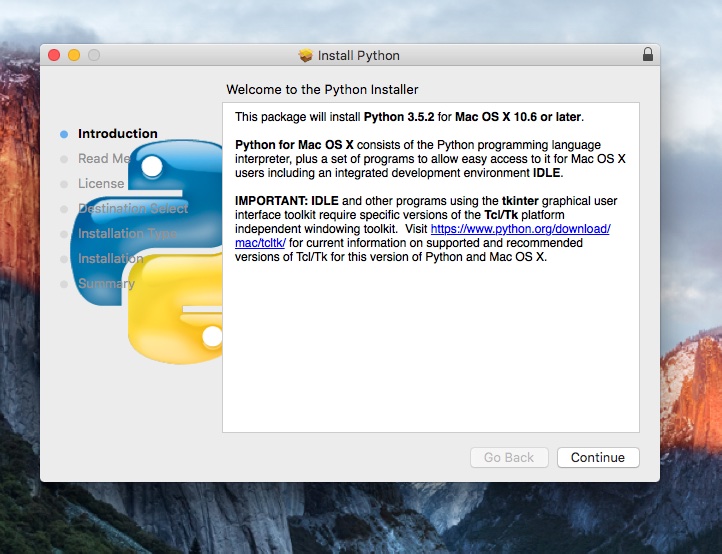 Install Python
Welcome to the Python Installer
Introduction
Read Me
License
Destination Select
Installation Type
Installation
Summary
This package will install Python 3.5.2 for Mac OS X 10.6 or later.
Python for Mac OS X consists of the Python programming language
interpreter, plus a set of programs to allow easy access to it for Mac OS X
users including an integrated development environment IDLE.
IMPORTANT: IDLE and other programs using the tkinter graphical user
interface toolkit require specific versions of the Tcl/Tk platform
independent windowing toolkit.  Visit https://www.python.org/download/
mac/tcltk/ for current information on supported and recommended
versions of Tcl/Tk for this version of Python and Mac OS X.
Go Back
Continue